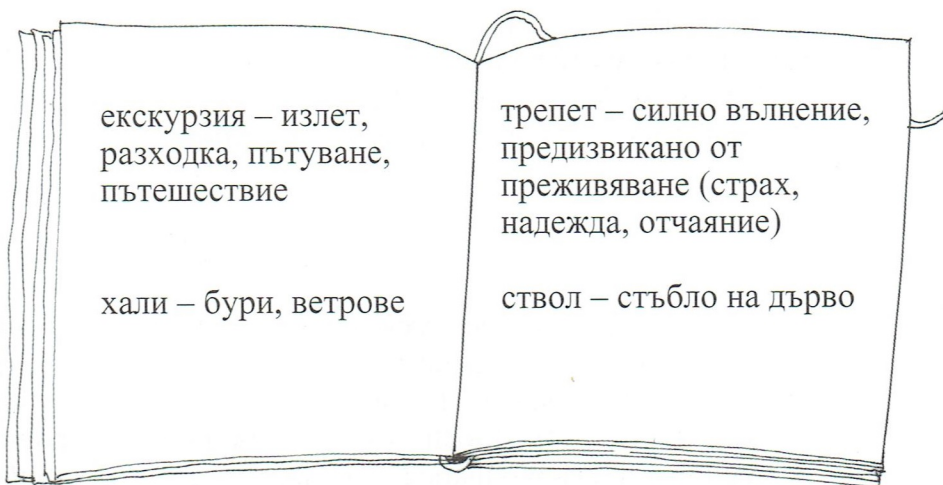 екскурзия – излет,
разходка, пътуване,
пътешествие
хали – бури, ветрове
трепет – силно вълнение,
предизвикано от
преживяване (страх,
надежда, отчаяние)
ствол – стъбло на дърво